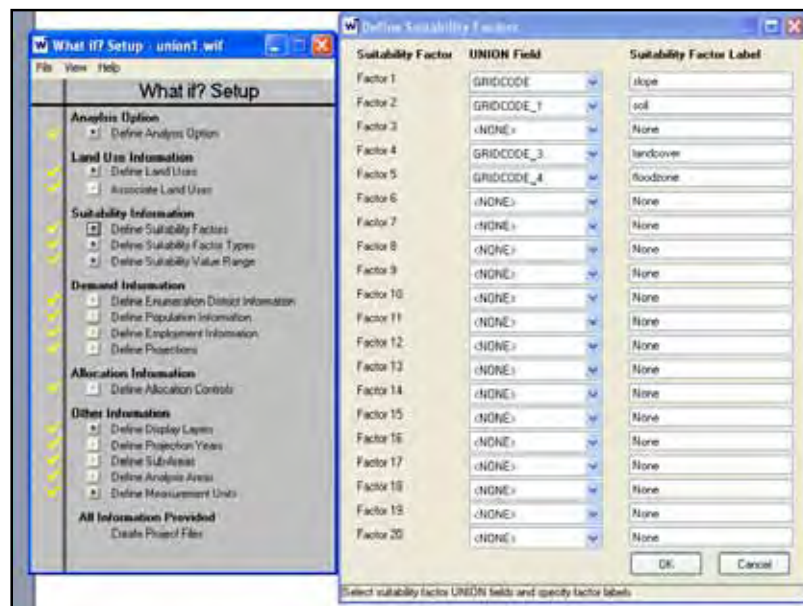 What if? Setup - union1.wif
File View Help
What if? Setup
Anaylsis Option
Define Analysis Option
Land Use Information
Define Land Uses
Associate Land Uses
Suitability Information
Define Suitability Factors
Define Suitability Factor Types
Define Suitability Value Range
Demand Information
Define Enumeration District Information
Define Population Information
Define Employment Information
Define Projections
Allocation Information
Define Allocation Controls
Other Information
Define Display Layers
Define Projection Years
Define Sub-Areas
Define Analysis Areas
Define Measurement Units
All Information Provided
Create Project Files
Define Suitability Factors
Suitability Factor UNION Field Suitability Factor Label
Factor 1 GRIDCODE slope
Factor 2 GRIDCODE_1 soil
Factor 3 <NONE> None
Factor 4 GRIDCODE_3 landcover
Factor 5 GRIDCODE_4 floodzone
Factor 6 <NONE> None
Factor 7 <NONE> None
Factor 8 <NONE> None
Factor 9 <NONE> None
Factor 10 <NONE> None
Factor 11 <NONE> None
Factor 12 <NONE> None
Factor 13 <NONE> None
Factor 14 <NONE> None
Factor 15 <NONE> None
Factor 16 <NONE> None
Factor 17 <NONE> None
Factor 18 <NONE> None
Factor 19 <NONE> None
Factor 20 <NONE> None
OK Cancel
Select suitability factor UNION fields and specify factor labels